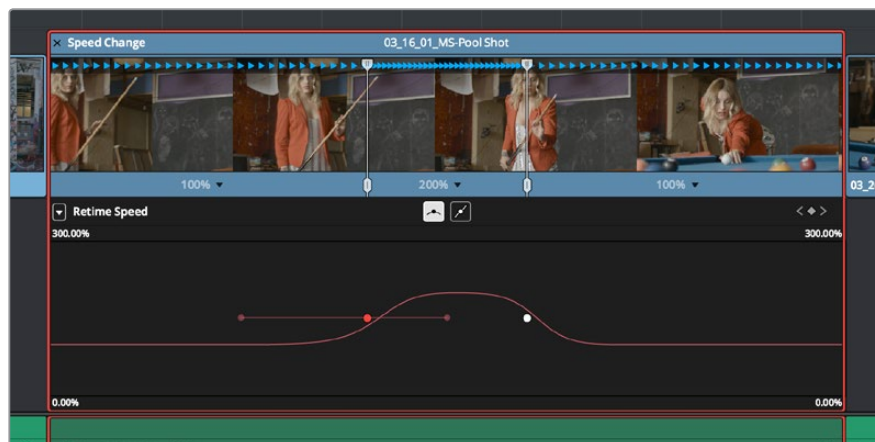 × Speed Change 03_16_01_MS-Pool Shot
100% 200% 100%
03_2
Retime Speed
300.00% 300.00%
0.00% 0.00%